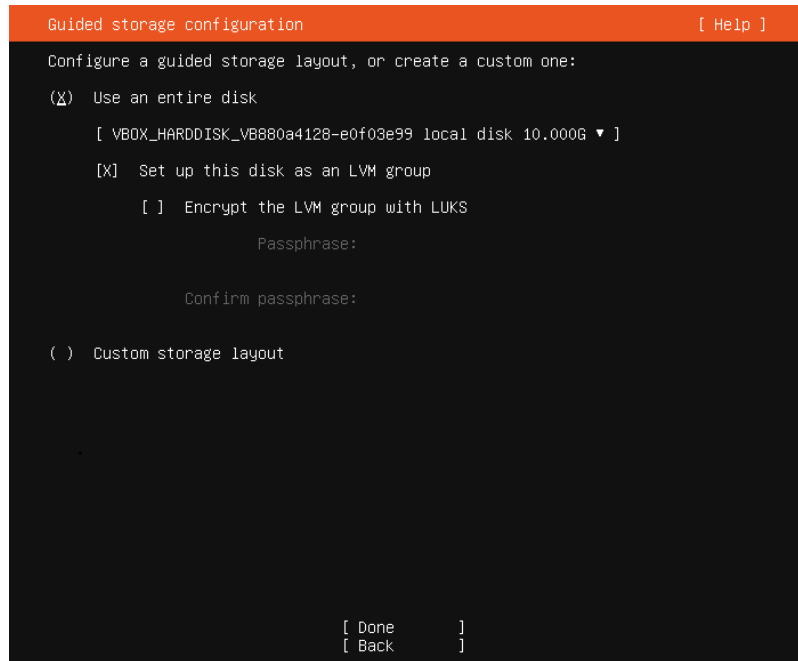 Guided storage configuration [ Help ]
Configure a guided storage layout, or create a custom one:
(X) Use an entire disk
[ VBOX_HARDDISK_VB880a4128-e0f03e99 local disk 10.000G ▾ ]
[X] Set up this disk as an LVM group
[ ] Encrypt the LVM group with LUKS
Passphrase:
Confirm passphrase:
( ) Custom storage layout
[ Done ]
[ Back ]